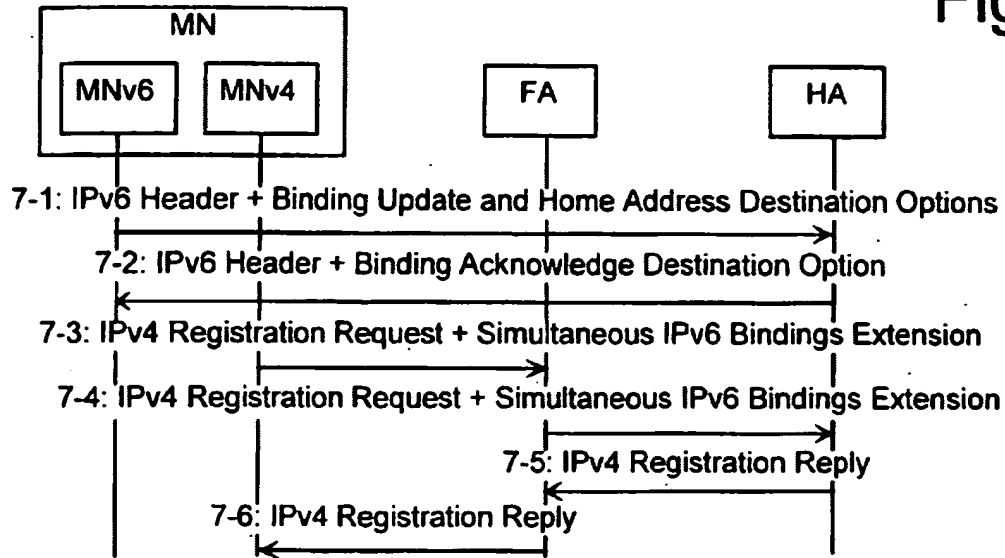 Fig
MN
MNv6 MNv4 FA HA
7-1: IPv6 Header + Binding Update and Home Address Destination Options
7-2: IPv6 Header + Binding Acknowledge Destination Option
7-3: IPv4 Registration Request + Simultaneous IPv6 Bindings Extension
7-4: IPv4 Registration Request + Simultaneous IPv6 Bindings Extension
7-5: IPv4 Registration Reply
7-6: IPv4 Registration Reply